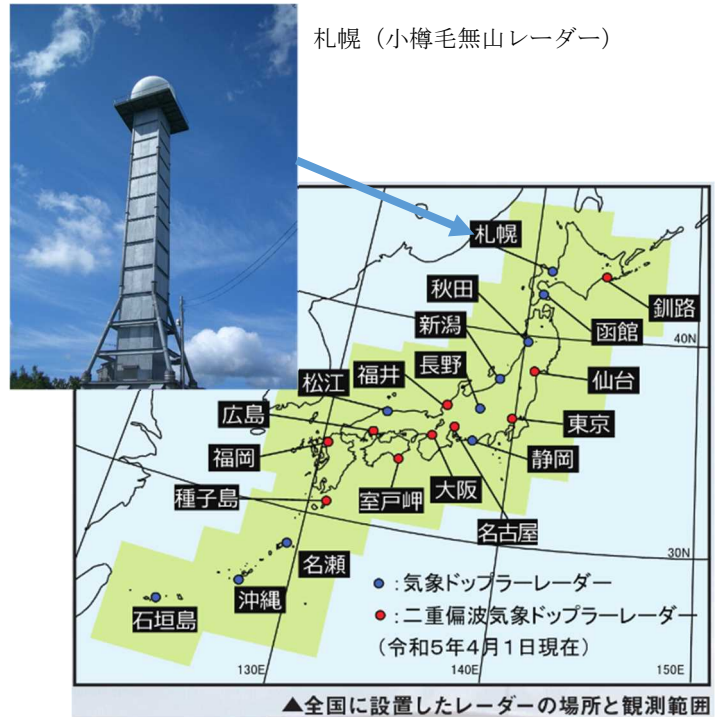 札幌（小樽毛無山レーダー）
札幌
秋田
釧路
新潟
函館
40N
長野
福井
松江
仙台
広島
東京
福岡
静岡
種子島
室戸岬
大阪
名古屋
30N
名瀬
●:気象ドップラーレーダー
沖縄
石垣島
●:二重偏波気象ドップラーレーダー
(令和5年4月1日現在)
130E
140E
150E
▲全国に設置したレーダーの場所と観測範囲